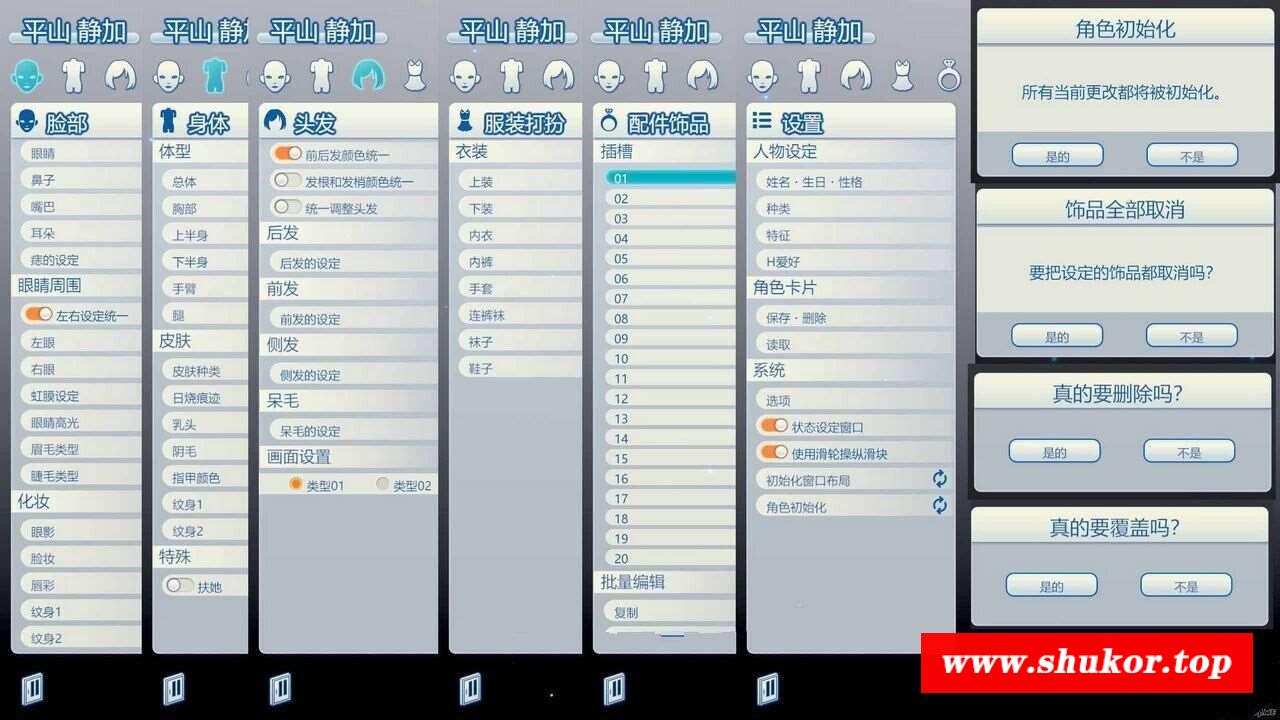 平山 静加
脸部
眼睛
鼻子
嘴巴
耳朵
痣的设定
眼睛周围
左右设定统一
左眼
右眼
虹膜设定
眼睛高光
眉毛类型
睫毛类型
化妆
眼影
脸妆
唇彩
纹身1
纹身2
平山 静
身体
体型
总体
胸部
上半身
下半身
手臂
腿
皮肤
皮肤种类
日烧痕迹
乳头
阴毛
指甲颜色
纹身1
纹身2
特殊
扶她
平山 静加
头发
前后发颜色统一
发根和发梢颜色统一
统一调整头发
后发
后发的设定
前发
前发的设定
侧发
侧发的设定
呆毛
呆毛的设定
画面设置
类型01 类型02
平山 静加
服装打扮
衣装
上装
下装
内衣
内裤
手套
连裤袜
袜子
鞋子
平山 静加
配件饰品
插槽
01
02
03
04
05
06
07
08
09
10
11
12
13
14
15
16
17
18
19
20
批量编辑
复制
平山 静加
设置
人物设定
姓名・生日・性格
种类
特征
H爱好
角色卡片
保存・删除
读取
系统
选项
状态设定窗口
使用滑轮操纵滑块
初始化窗口布局
角色初始化
角色初始化
所有当前更改都将被初始化。
是的 不是
饰品全部取消
要把设定的饰品都取消吗?
是的 不是
真的要删除吗?
是的 不是
真的要覆盖吗?
是的 不是
www.shukor.top